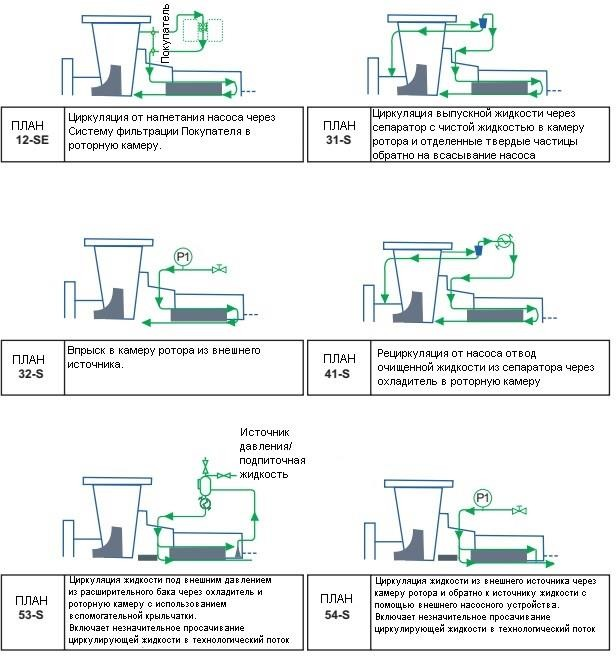 Покупатель
ПЛАН
12-SE
Циркуляция от нагнетания насоса через
Систему фильтрации Покупателя в
роторную камеру.
ПЛАН
31-S
Циркуляция выпускной жидкости через
сепаратор с чистой жидкостью в камеру
ротора и отделенные твердые частицы
обратно на всасывание насоса
P1
ПЛАН
32-S
Впрыск в камеру ротора из внешнего
источника.
ПЛАН
41-S
Рециркуляция от насоса отвод
очищенной жидкости из сепаратора через
охладитель в роторную камеру
Источник
давления/
подпиточная
жидкость
P1
ПЛАН
53-S
Циркуляция жидкости под внешним давлением
из расширительного бака через охладитель и
роторную камеру с использованием
вспомогательной крыльчатки.
Включает незначительное просачивание
циркулирующей жидкости в технологический поток
ПЛАН
54-S
Циркуляция жидкости из внешнего источника через
камеру ротора и обратно к источнику жидкости с
помощью внешнего насосного устройства.
Включает незначительное просачивание
циркулирующей жидкости в технологический поток